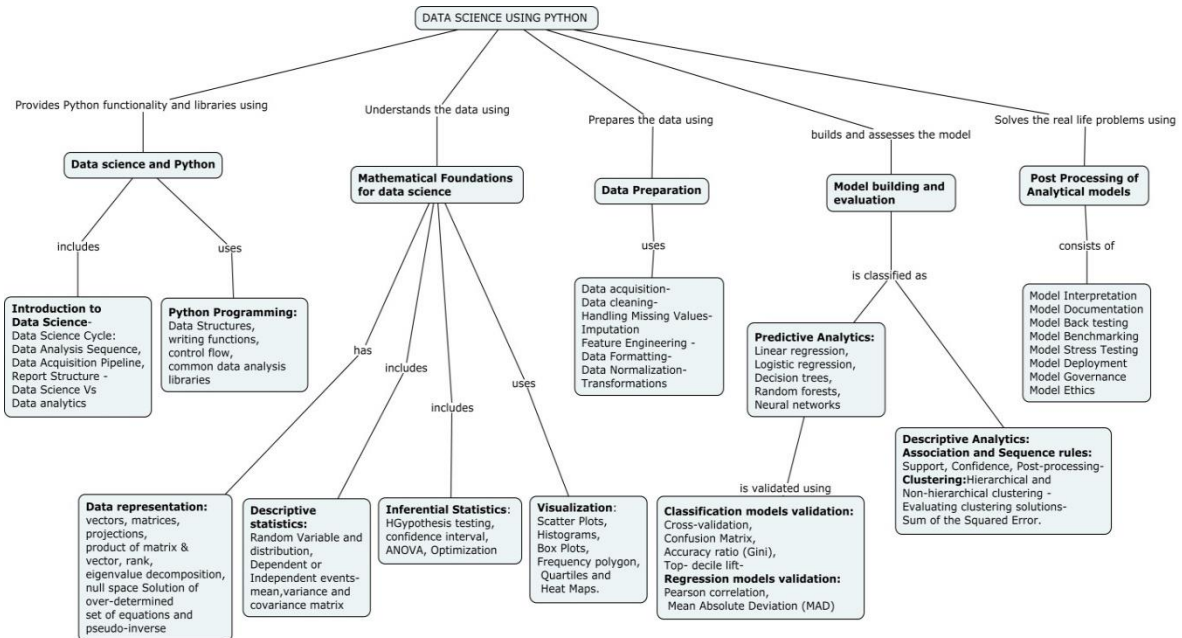 DATA SCIENCE USING PYTHON
Provides Python functionality and libraries using
Understands the data using
Prepares the data using
builds and assesses the model
Solves the real life problems using
Data science and Python
Mathematical Foundations
for data science
Data Preparation
Model building and
evaluation
Post Processing of
Analytical models
includes
uses
uses
is classified as
consists of
Introduction to
Data Science-
Data Science Cycle:
Data Analysis Sequence,
Data Acquisition Pipeline,
Report Structure -
Data Science Vs
Data analytics
Python Programming:
Data Structures,
writing functions,
control flow,
common data analysis
libraries
has
includes
includes
uses
Data acquisition-
Data cleaning-
Handling Missing Values-
Imputation
Feature Engineering -
Data Formatting-
Data Normalization-
Transformations
Predictive Analytics:
Linear regression,
Logistic regression,
Decision trees,
Random forests,
Neural networks
Model Interpretation
Model Documentation
Model Back testing
Model Benchmarking
Model Stress Testing
Model Deployment
Model Governance
Model Ethics
Descriptive Analytics:
Association and Sequence rules:
Support, Confidence, Post-processing-
Clustering:Hierarchical and
Non-hierarchical clustering -
Evaluating clustering solutions-
Sum of the Squared Error.
is validated using
Data representation:
vectors, matrices,
projections,
product of matrix &
vector, rank,
eigenvalue decomposition,
null space Solution of
over-determined
set of equations and
pseudo-inverse
Descriptive
statistics:
Random Variable and
distribution,
Dependent or
Independent events-
mean,variance and
covariance matrix
Inferential Statistics:
HGypothesis testing,
confidence interval,
ANOVA, Optimization
Visualization:
Scatter Plots,
Histograms,
Box Plots,
Frequency polygon,
Quartiles and
Heat Maps.
Classification models validation:
Cross-validation,
Confusion Matrix,
Accuracy ratio (Gini),
Top- decile lift-
Regression models validation:
Pearson correlation,
Mean Absolute Deviation (MAD)